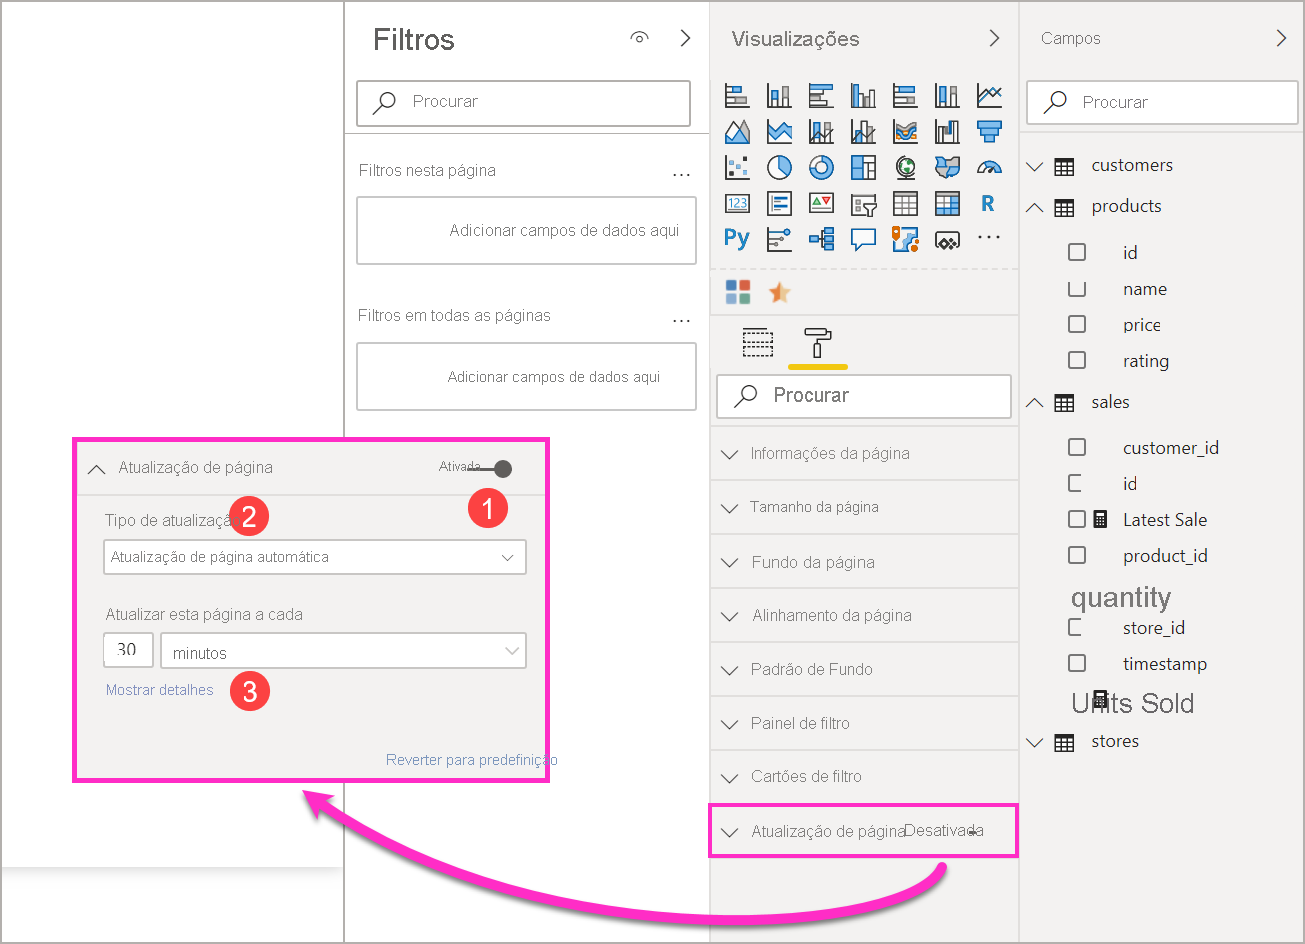 Filtros
Procurar
Filtros nesta página
...
Adicionar campos de dados aqui
Filtros em todas as páginas
...
Adicionar campos de dados aqui
Atualização de página
Ativada
1
Tipo de atualização
2
Atualização de página automática
Atualizar esta página a cada
30
minutos
Mostrar detalhes
3
Reverter para predefinição
Visualizações
123
R
Py
...
Procurar
Informações da página
Tamanho da página
Fundo da página
Alinhamento da página
Padrão de Fundo
Painel de filtro
Cartões de filtro
Atualização de página
Desativada
Campos
Procurar
customers
products
id
name
price
rating
sales
customer_id
id
Latest Sale
product_id
quantity
store_id
timestamp
Units Sold
stores